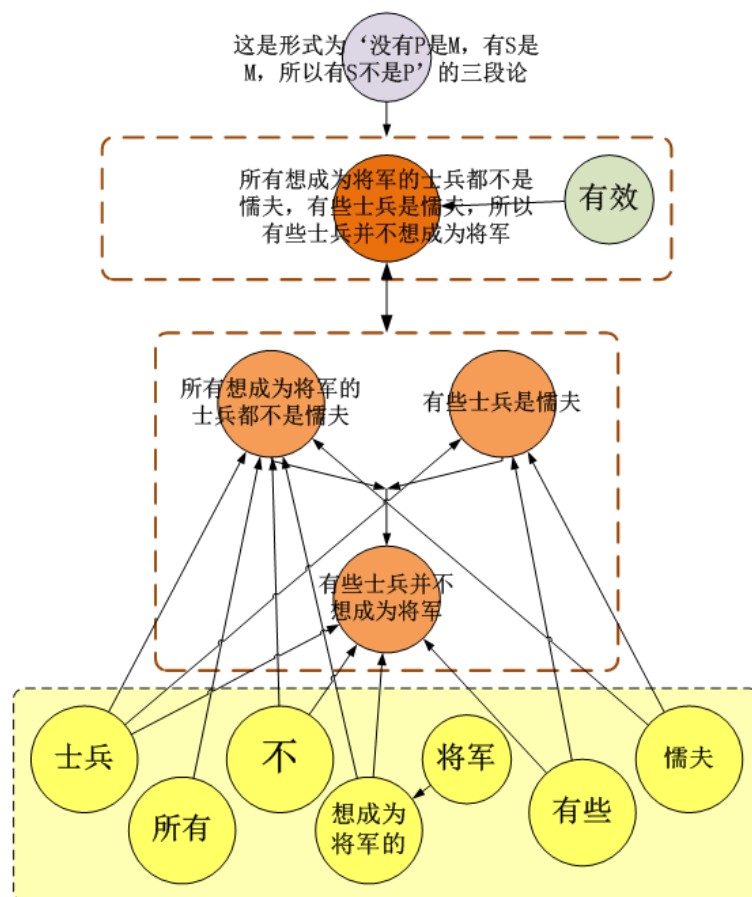 这是形式为‘没有P是M，有S是
M，所以有S不是P’的三段论
所有想成为将军的士兵都不是
懦夫，有些士兵是懦夫，所以
有些士兵并不想成为将军
有效
所有想成为将军的
士兵都不是懦夫
有些士兵是懦夫
有些士兵并不
想成为将军
士兵
不
将军
懦夫
所有
想成为
将军的
有些